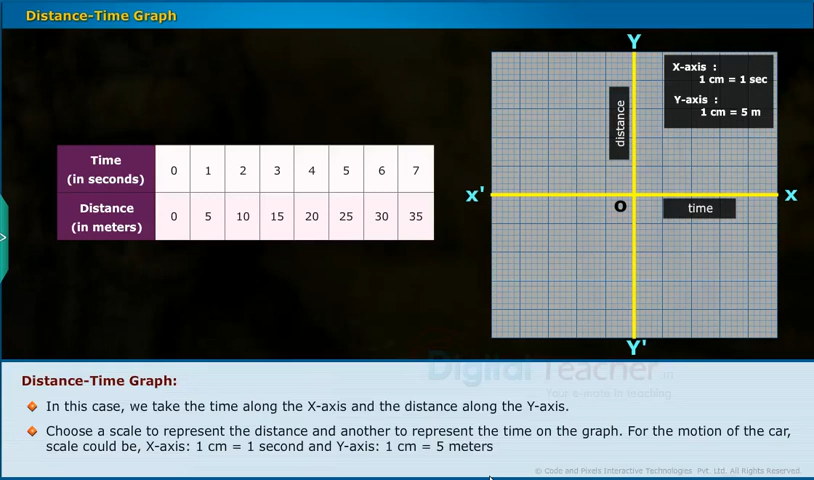 Distance-Time Graph
Y
X-axis :
1 cm = 1 sec
Y-axis :
1 cm = 5 m
distance
Time (in seconds) 0 1 2 3 4 5 6 7
Distance (in meters) 0 5 10 15 20 25 30 35
X' X
O
time
Y'
Digital Teacher.in
Your e-mate in teaching.
Distance-Time Graph:
In this case, we take the time along the X-axis and the distance along the Y-axis.
Choose a scale to represent the distance and another to represent the time on the graph. For the motion of the car,
scale could be, X-axis: 1 cm = 1 second and Y-axis: 1 cm = 5 meters
© Code and Pixels Interactive Technologies Pvt. Ltd, All Rights Reserved.